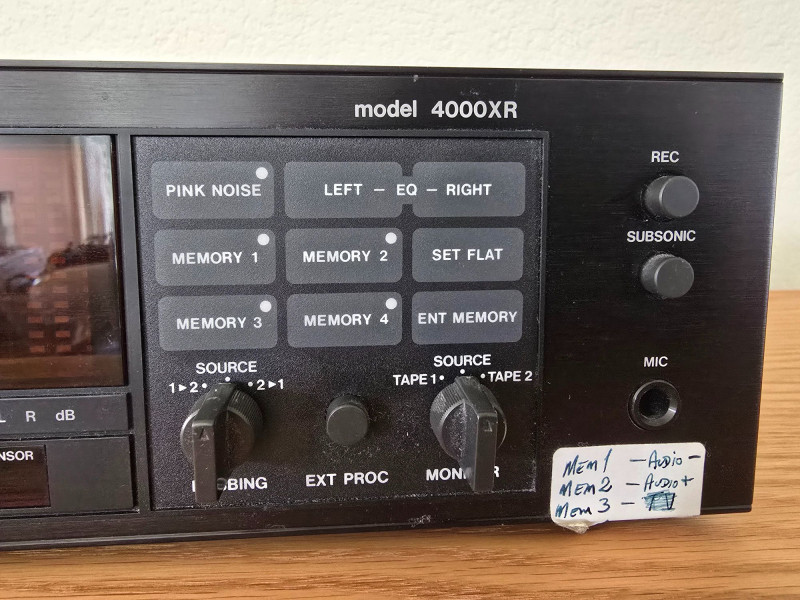 model 4000XR
REC
PINK NOISE
LEFT – EQ – RIGHT
SUBSONIC
MEMORY 1
MEMORY 2
SET FLAT
MEMORY 3
MEMORY 4
ENT MEMORY
SOURCE
1▸2 • • • 2▸1
SOURCE
TAPE 1 • • • TAPE 2
MIC
L R dB
NSOR
EXT PROC
Mem 1 – Audio –
Mem 2 – Audio +
Mem 3 – TV